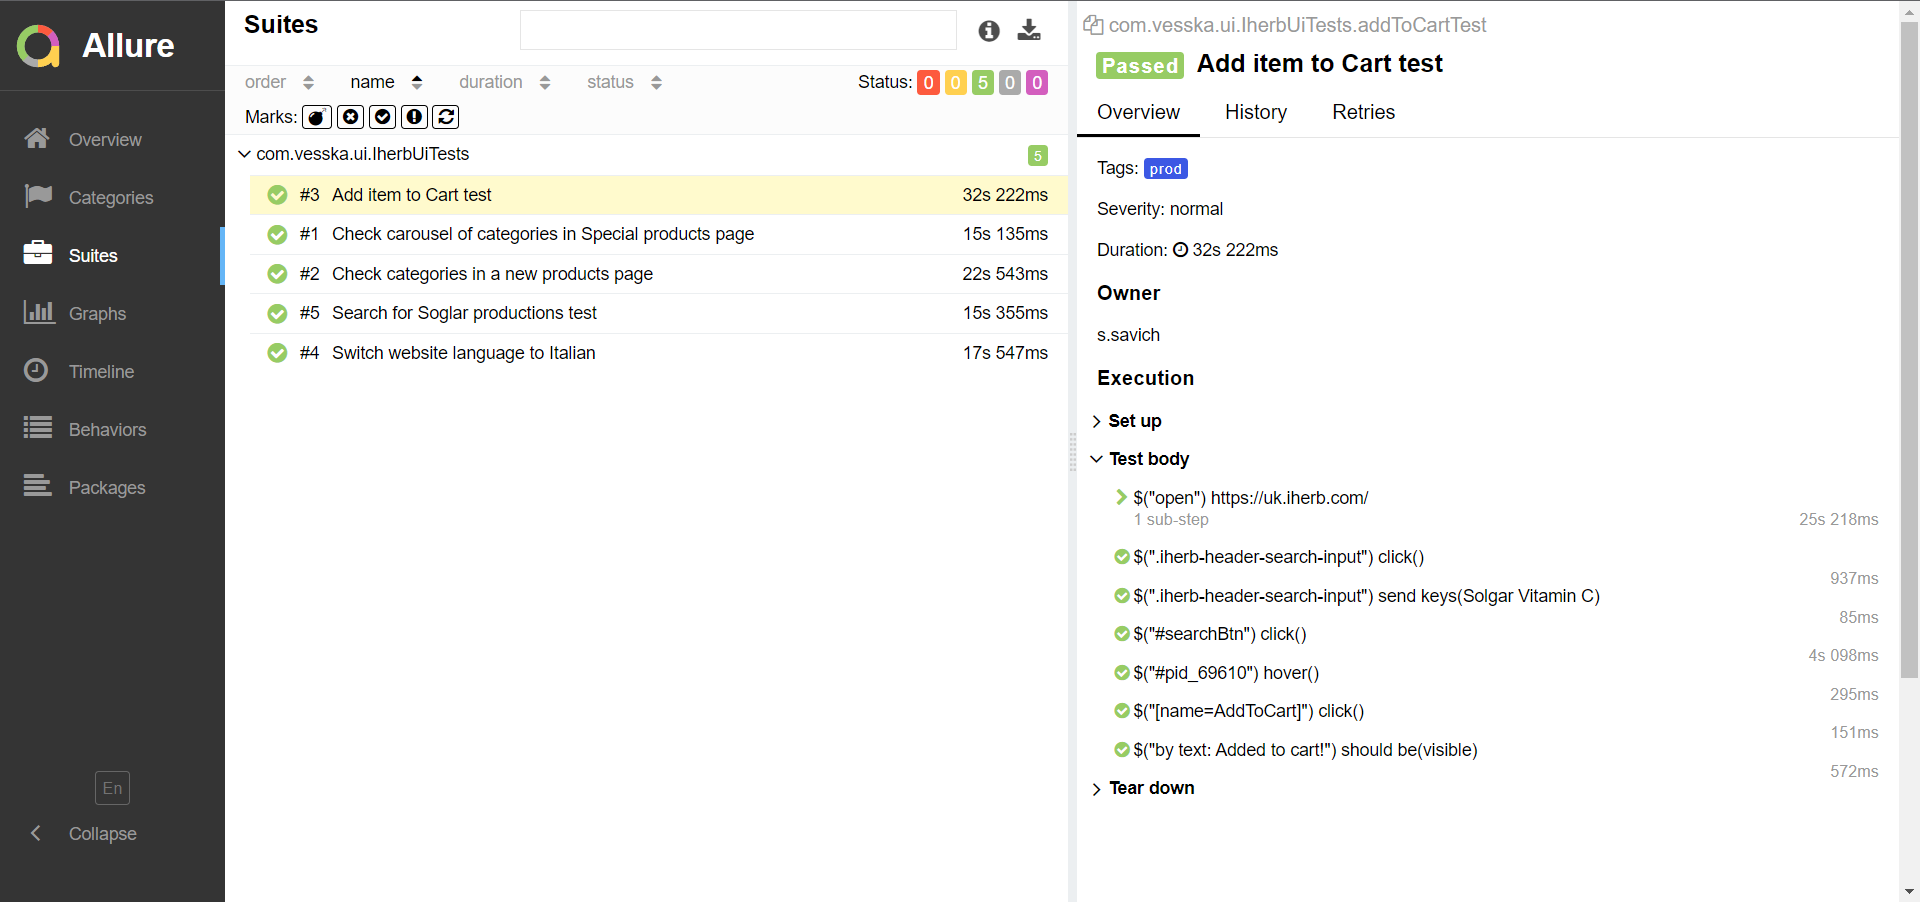 Allure
Overview
Categories
Suites
Graphs
Timeline
Behaviors
Packages
En
Collapse
Suites
order name duration status Status: 0 0 5 0 0
Marks:
com.vesska.ui.IherbUiTests 5
#3 Add item to Cart test 32s 222ms
#1 Check carousel of categories in Special products page 15s 135ms
#2 Check categories in a new products page 22s 543ms
#5 Search for Soglar productions test 15s 355ms
#4 Switch website language to Italian 17s 547ms
com.vesska.ui.IherbUiTests.addToCartTest
Passed Add item to Cart test
Overview History Retries
Tags: prod
Severity: normal
Duration: 32s 222ms
Owner
s.savich
Execution
Set up
Test body
$("open") https://uk.iherb.com/
1 sub-step 25s 218ms
$(".iherb-header-search-input") click()
937ms
$(".iherb-header-search-input") send keys(Solgar Vitamin C)
85ms
$("#searchBtn") click()
4s 098ms
$("#pid_69610") hover()
295ms
$("[name=AddToCart]") click()
151ms
$("by text: Added to cart!") should be(visible)
572ms
Tear down